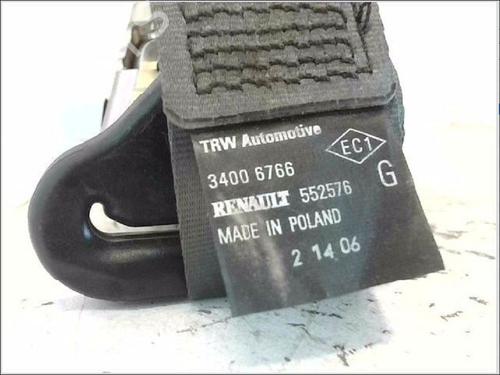 TRW Automotive
EC1
3400 6766
G
RENAULT 552576
MADE IN POLAND
2 14 06